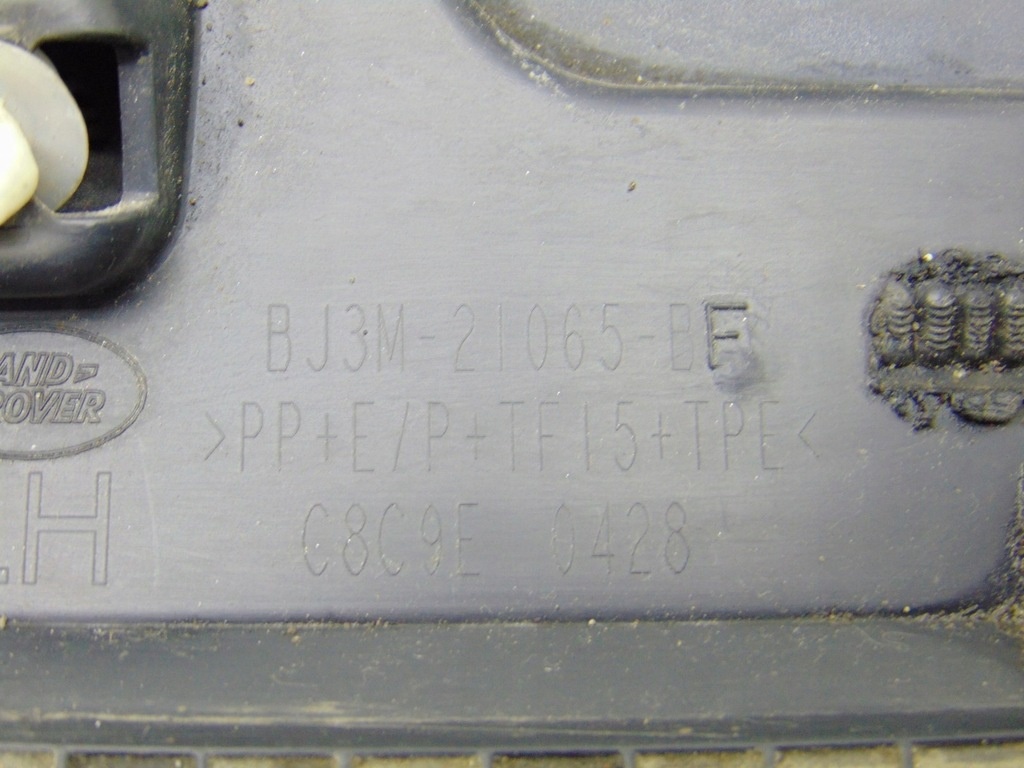 BJ3M-21065-BF
LAND-
ROVER
>PP+E/P+TF15+TPE<
LH
C8C9E 0428